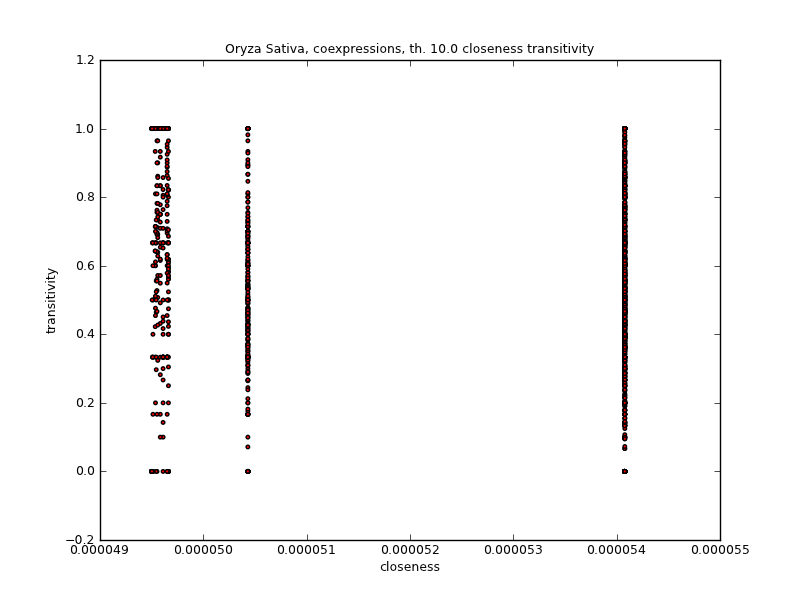 Oryza Sativa, coexpressions, th. 10.0 closeness transitivity
1.2
1.0
0.8
0.6
0.4
0.2
0.0
−0.2
transitivity
0.000049 0.000050 0.000051 0.000052 0.000053 0.000054 0.000055
closeness